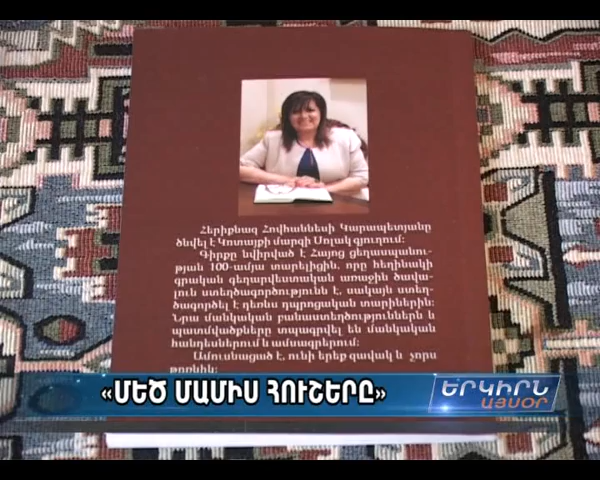 Հերիքնազ Հովհաննեսի Կարապետյանը
ծնվել է Կոտայքի մարզի Սոլակ գյուղում:
Գիրքը նվիրված է Հայոց ցեղասպանու-
թյան 100-ամյա տարելիցին, որը հեղինակի
գրական գեղարվեստական առաջին ծավա-
լուն ստեղծագործությունն է, սակայն ստեղ-
ծագործել է դեռևս դպրոցական տարիներին:
Նրա մանկական բանաստեղծություններն և
պատմվածքները տպագրվել են մանկական
հանդեսներում և ամսագրերում:
Ամուսնացած է, ունի երեք զավակ և չորս
թոռնիկ:
«ՄԵԾ ՄԱՄԻՍ ՀՈՒՇԵՐԸ»
ԵՐԿԻՐՆ
ԱՅՍՕՐ